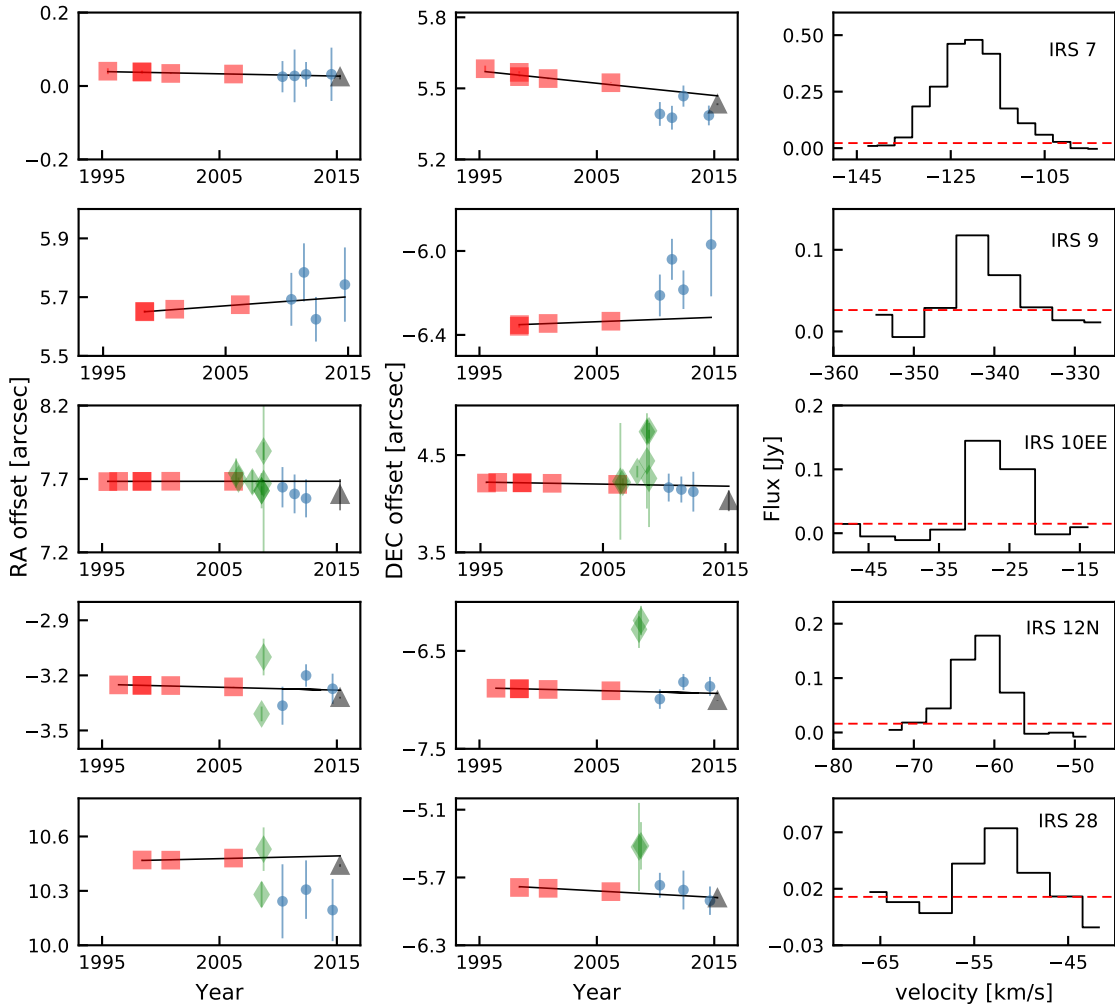 0.2
0.0
−0.2
1995 2005 2015
5.8
5.5
5.2
1995 2005 2015
IRS 7
0.50
0.25
0.00
−145 −125 −105
5.9
5.7
5.5
1995 2005 2015
−6.0
−6.4
1995 2005 2015
IRS 9
0.1
0.0
−360 −350 −340 −330
RA offset [arcsec]
8.2
7.7
7.2
1995 2005 2015
DEC offset [arcsec]
4.5
3.5
1995 2005 2015
Flux [Jy]
IRS 10EE
0.2
0.1
0.0
−45 −35 −25 −15
−2.9
−3.2
−3.5
1995 2005 2015
−6.5
−7.5
1995 2005 2015
IRS 12N
0.2
0.1
0.0
−80 −70 −60 −50
10.6
10.3
10.0
1995 2005 2015
Year
−5.1
−5.7
−6.3
1995 2005 2015
Year
IRS 28
0.07
0.02
−0.03
−65 −55 −45
velocity [km/s]